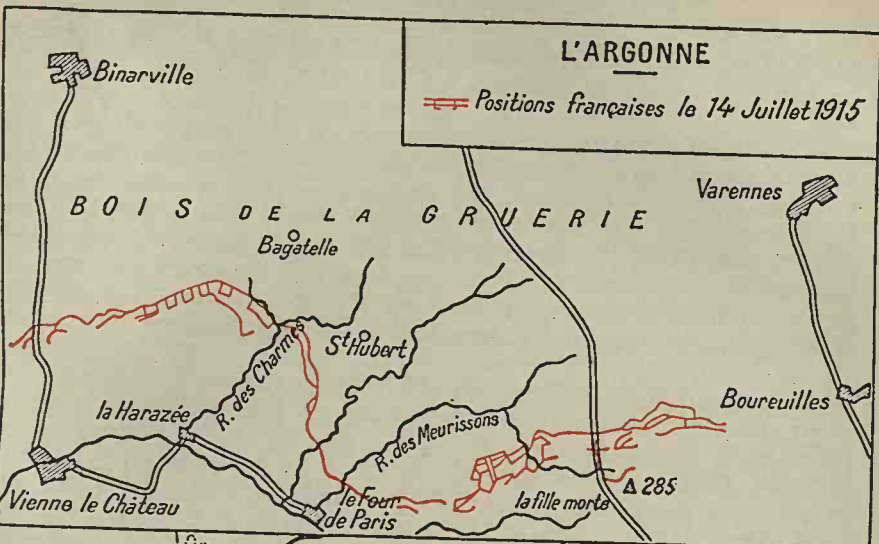 L'ARGONNE
Positions françaises le 14 Juillet 1915
Binarville
Varennes
BOIS DE LA GRUERIE
Bagatelle
St Hubert
R. des Charmes
la Harazée
Boureuilles
R. des Meurissons
Vienne le Château
le Four
de Paris
la fille morte
Δ 285